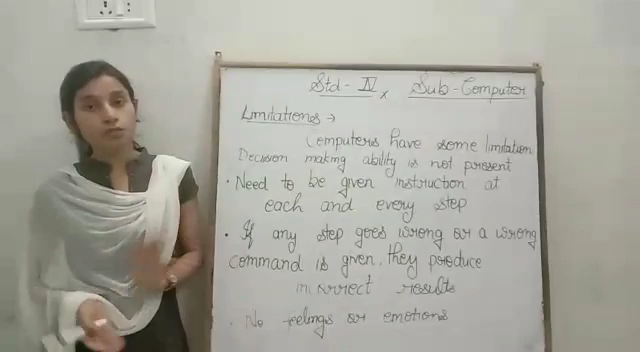 Std - IV × Sub - Computer
Limitations →
Computers have some limitation
Decision making ability is not present
• Need to be given instruction at
each and every step
• If any step goes wrong or a wrong
command is given, they produce
incorrect results
• No feelings or emotions